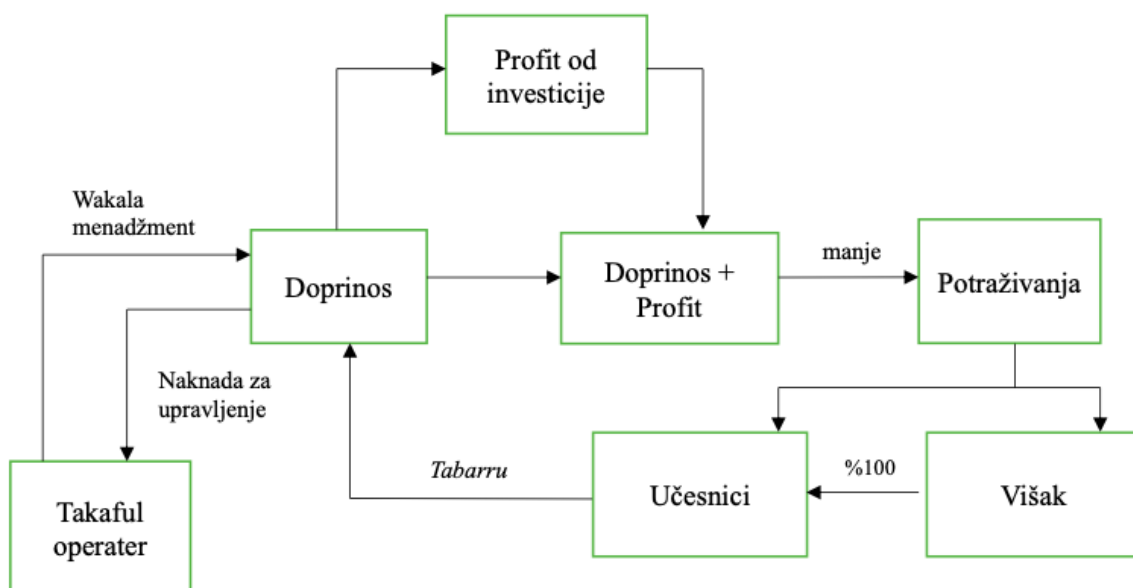 Profit od
investicije
Wakala
menadžment
Doprinos
Doprinos +
Profit
manje
Potraživanja
Naknada za
upravljenje
Takaful
operater
Tabarru
Učesnici
%100
Višak